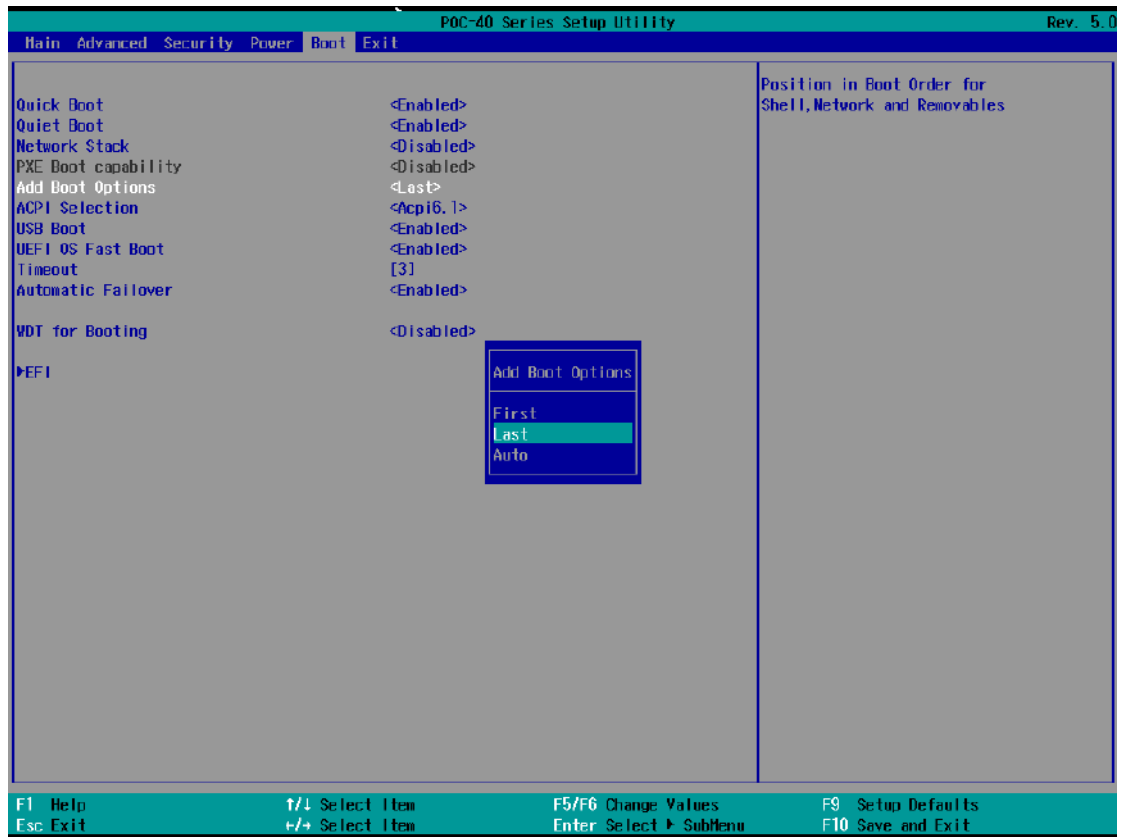 POC-40 Series Setup Utility Rev. 5.0
Main Advanced Security Power Boot Exit
Position in Boot Order for
Shell,Network and Removables
Quick Boot <Enabled>
Quiet Boot <Enabled>
Network Stack <Disabled>
PXE Boot capability <Disabled>
Add Boot Options <Last>
ACPI Selection <Acpi6.1>
USB Boot <Enabled>
UEFI OS Fast Boot <Enabled>
Timeout [3]
Automatic Failover <Enabled>
WDT for Booting <Disabled>
▶EFI
Add Boot Options
First
Last
Auto
F1 Help ↑/↓ Select Item F5/F6 Change Values F9 Setup Defaults
Esc Exit ←/→ Select Item Enter Select ▶ SubMenu F10 Save and Exit